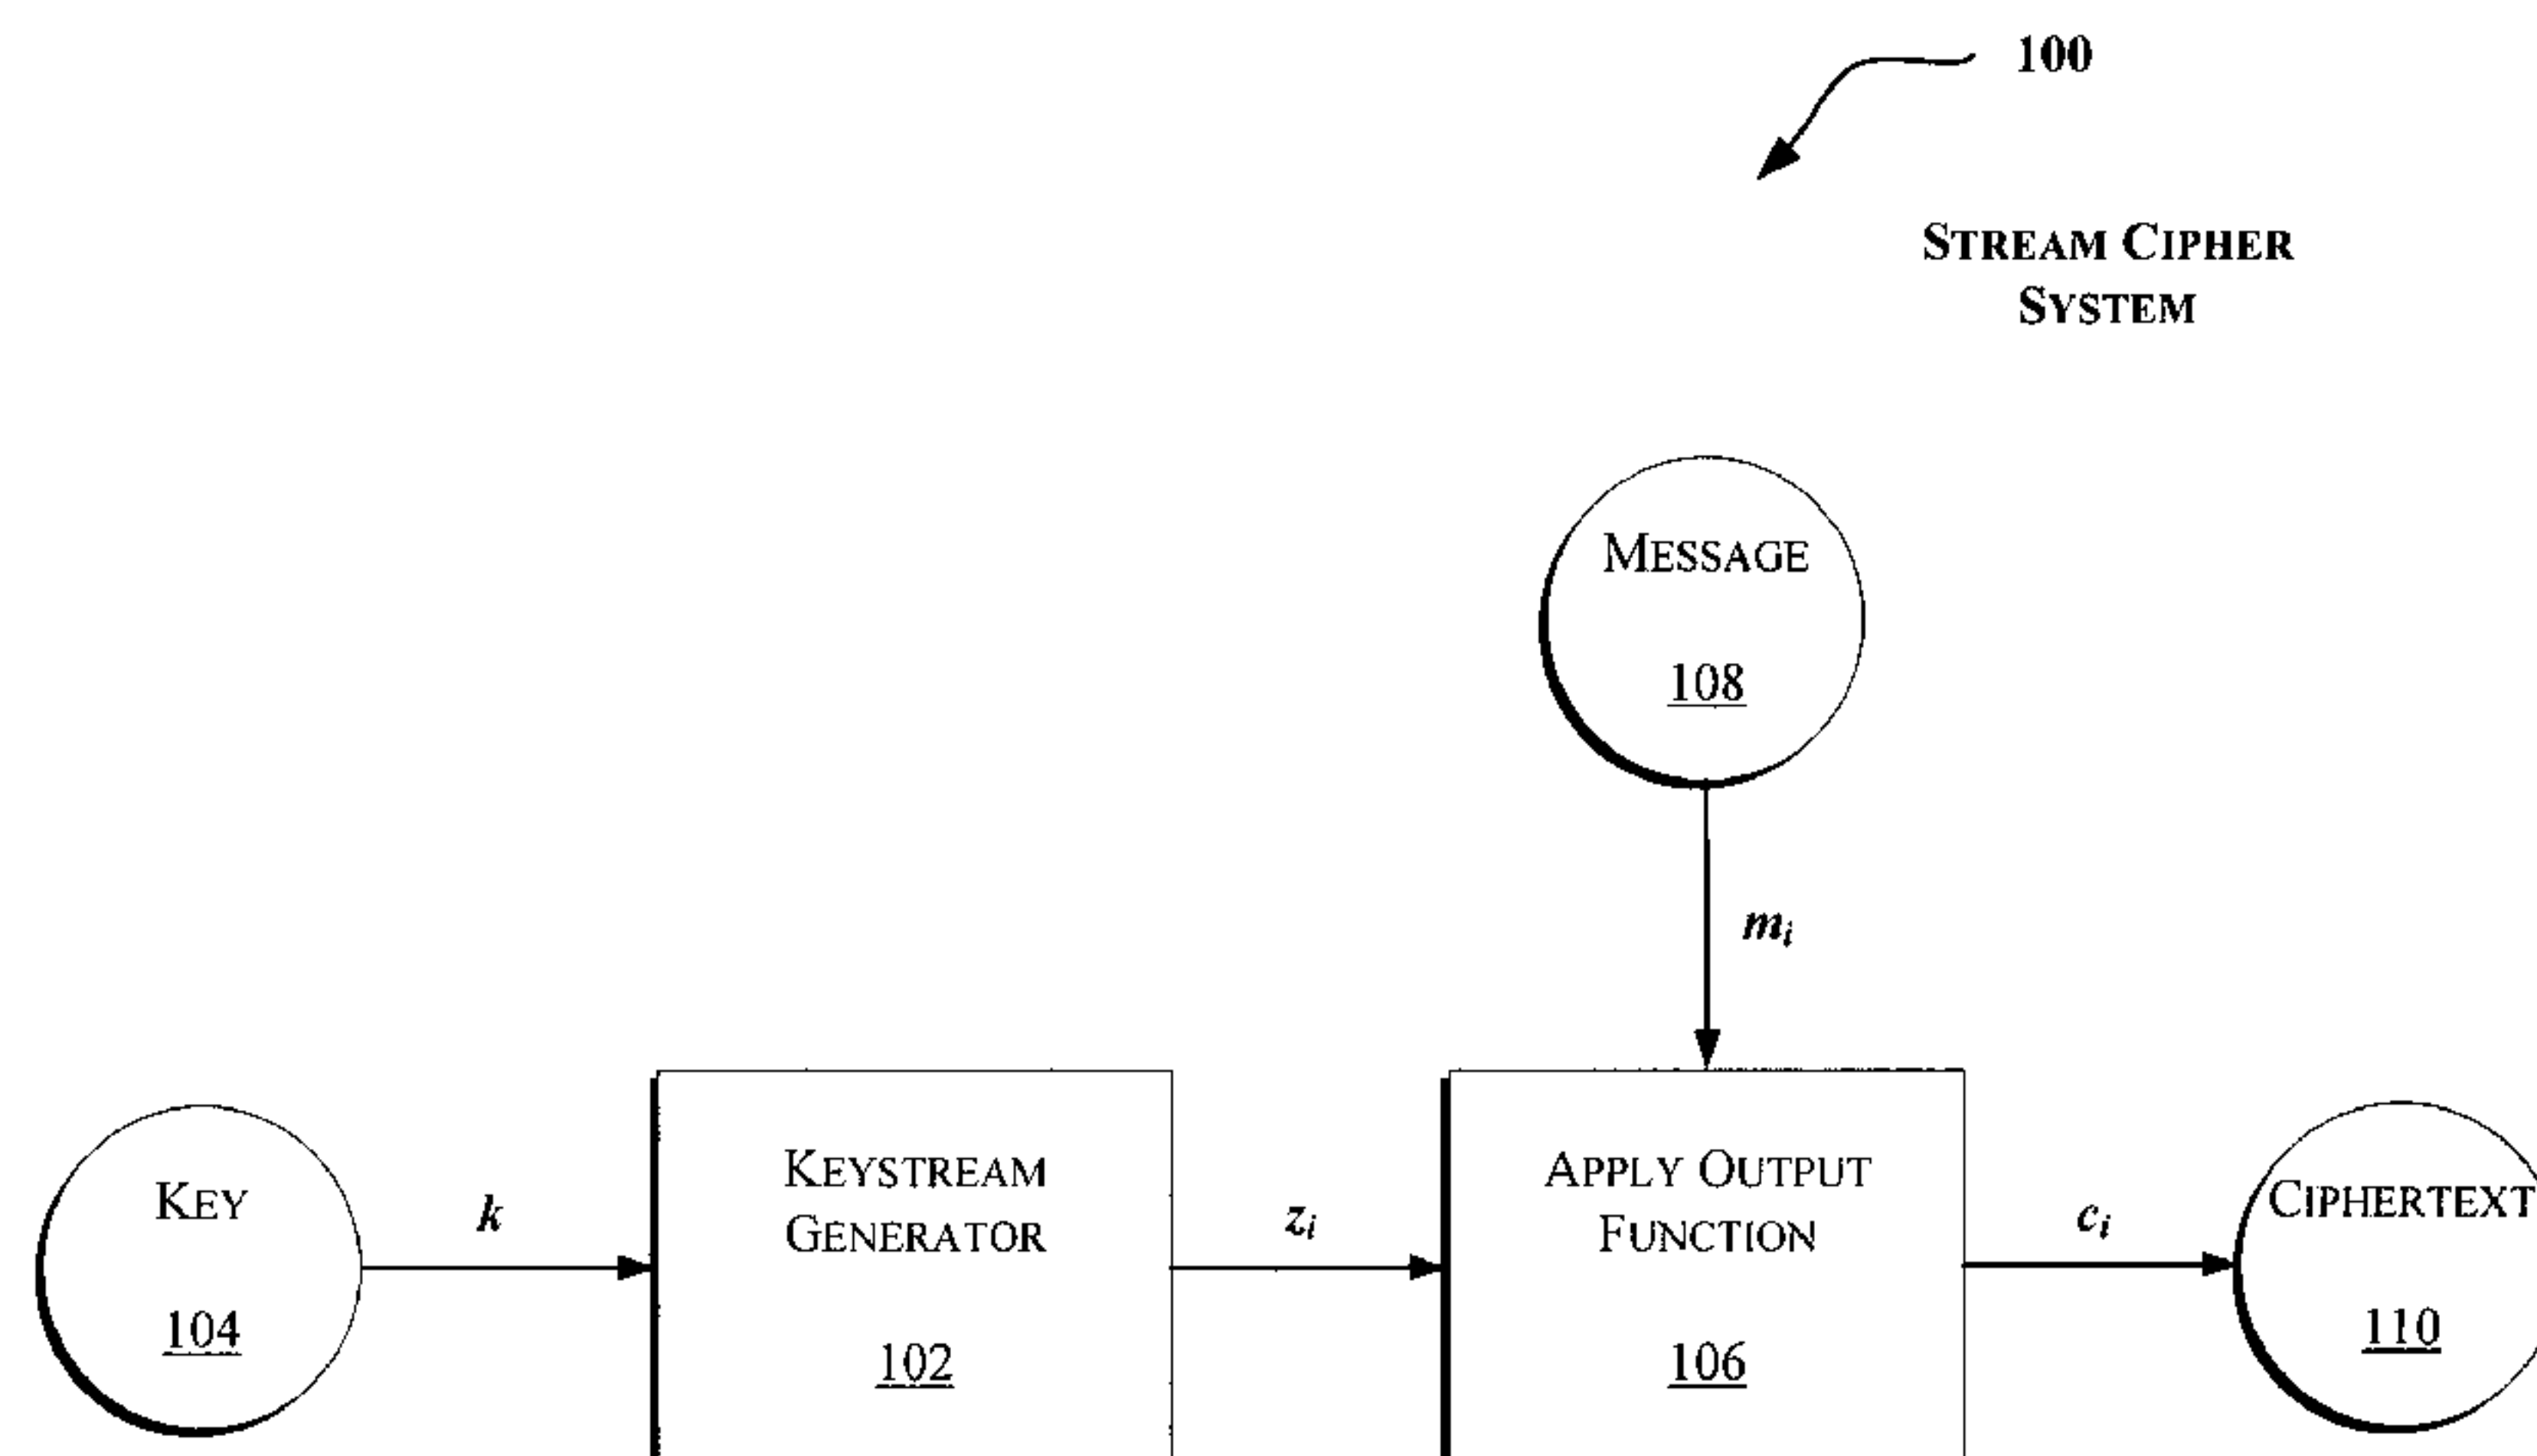 100
STREAM CIPHER
SYSTEM
MESSAGE
108
mᵢ
KEY
104
k
KEYSTREAM
GENERATOR
102
zᵢ
APPLY OUTPUT
FUNCTION
106
cᵢ
CIPHERTEXT
110